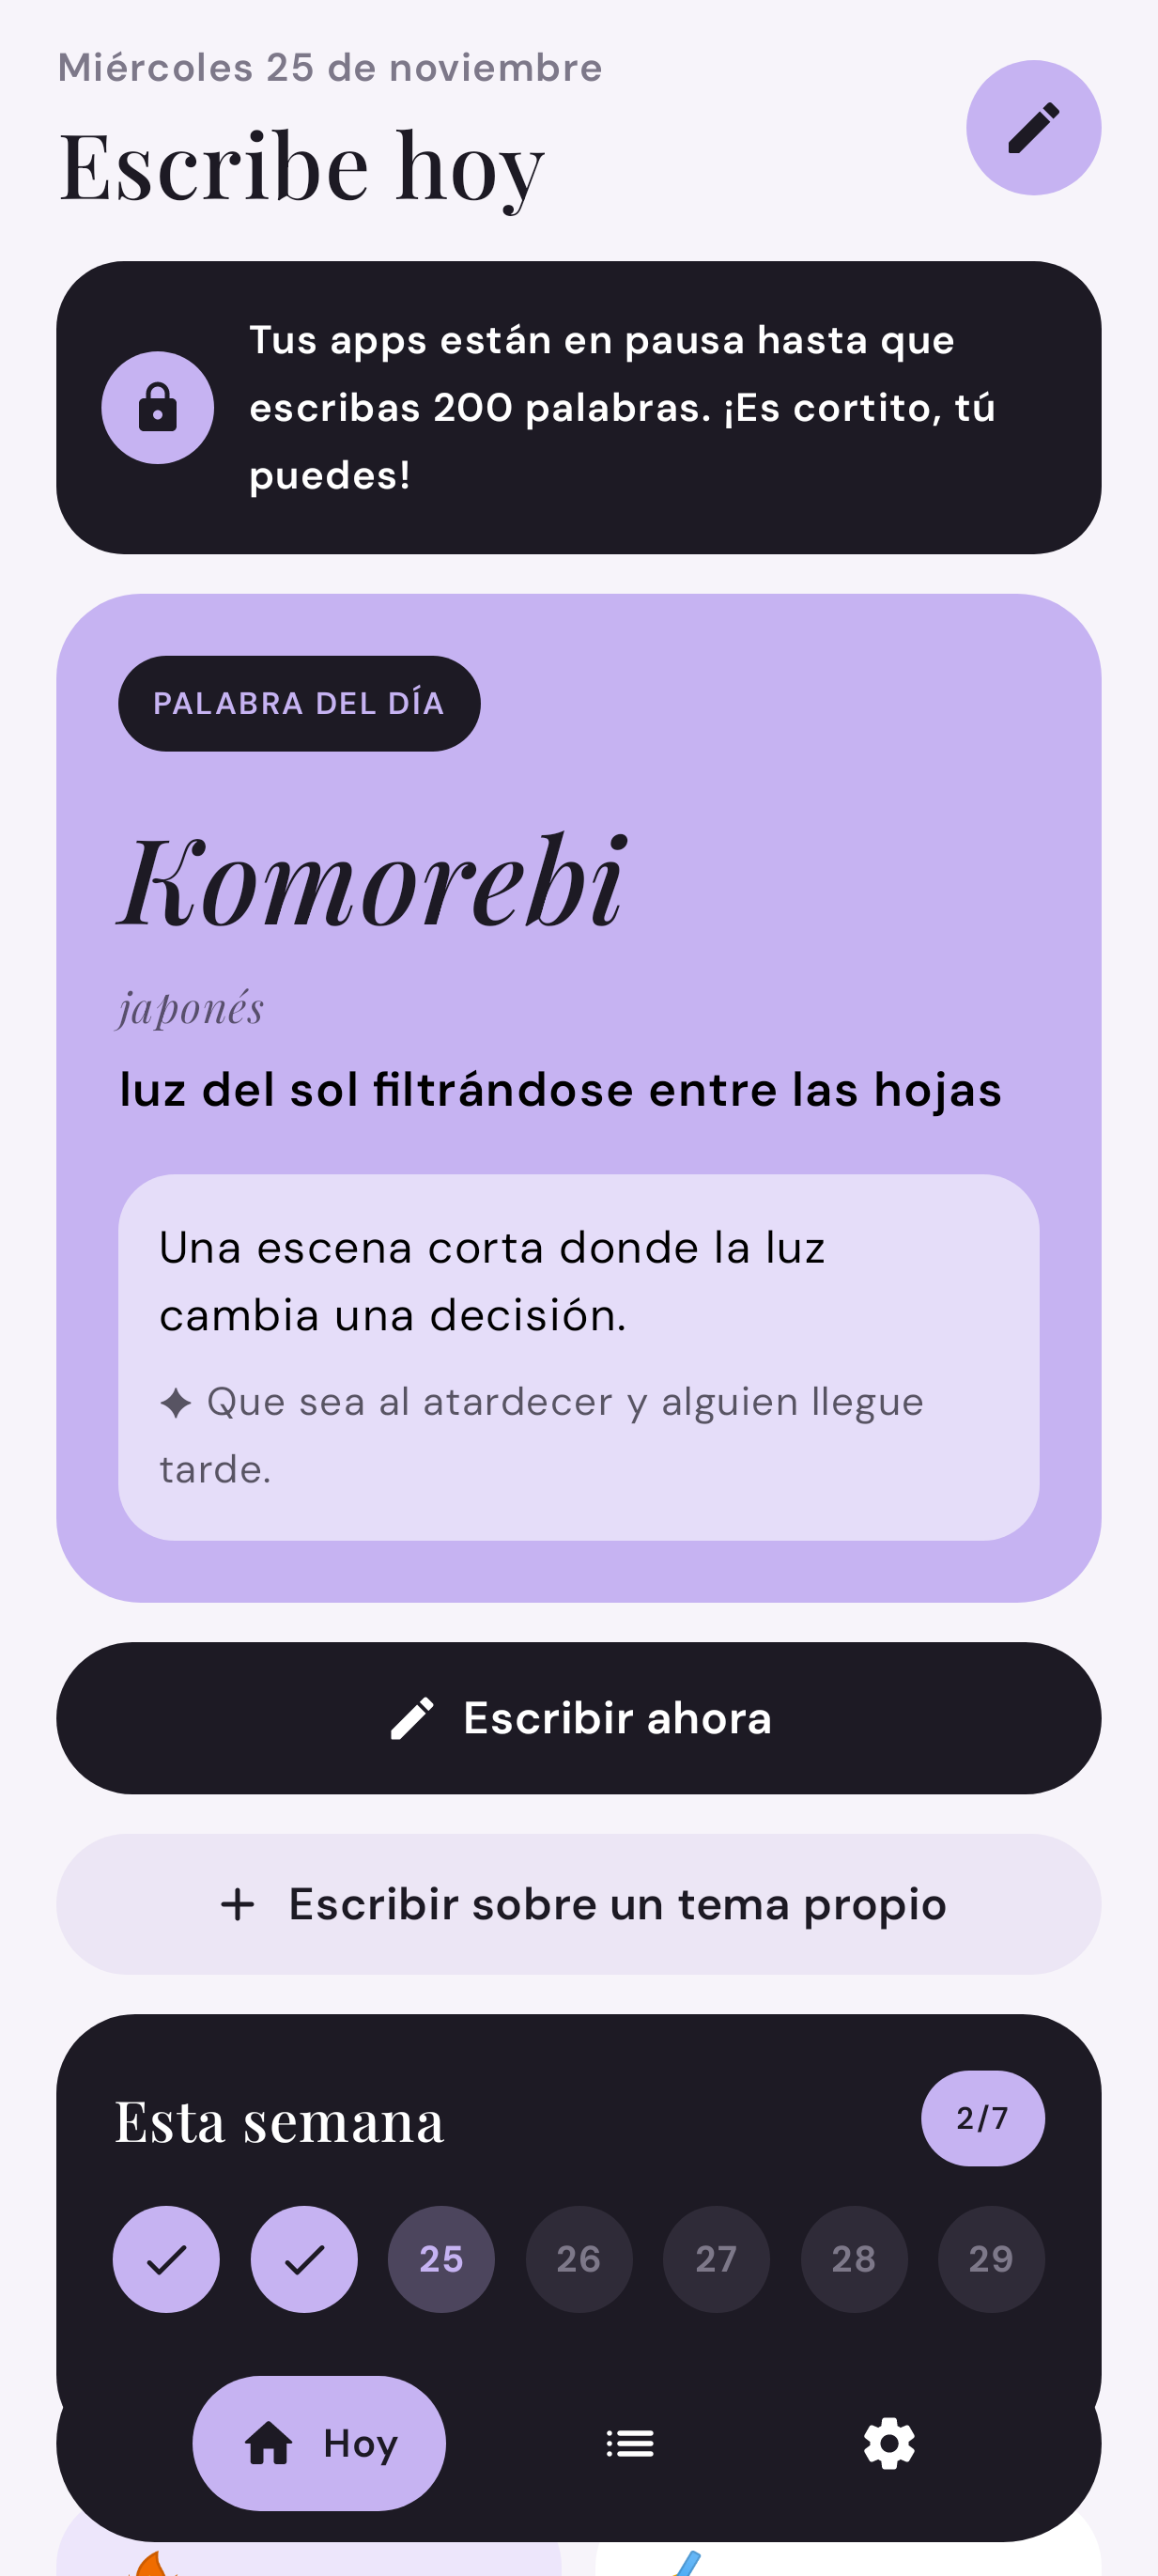 Miércoles 25 de noviembre
Escribe hoy
Tus apps están en pausa hasta que
escribas 200 palabras. ¡Es cortito, tú
puedes!
PALABRA DEL DÍA
Komorebi
japonés
luz del sol filtrándose entre las hojas
Una escena corta donde la luz
cambia una decisión.
✦ Que sea al atardecer y alguien llegue
tarde.
Escribir ahora
Escribir sobre un tema propio
Esta semana
2/7
25 26 27 28 29
Hoy